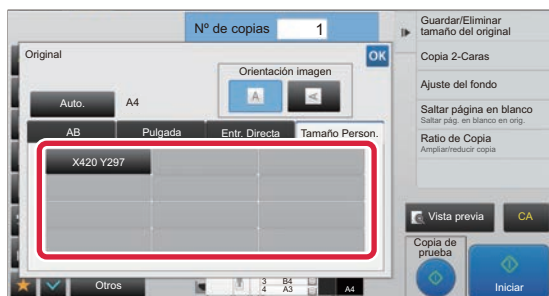 Nº de copias 1
Original
OK
Orientación imagen
A
A
Auto. A4
AB
Pulgada
Entr. Directa
Tamaño Person.
X420 Y297
Guardar/Eliminar
tamaño del original
Copia 2-Caras
Ajuste del fondo
Saltar página en blanco
Saltar pág. en blanco en orig.
Ratio de Copia
Ampliar/reducir copia
Vista previa
CA
Copia de
prueba
Iniciar
Otros
3 B4
4 A3
A4